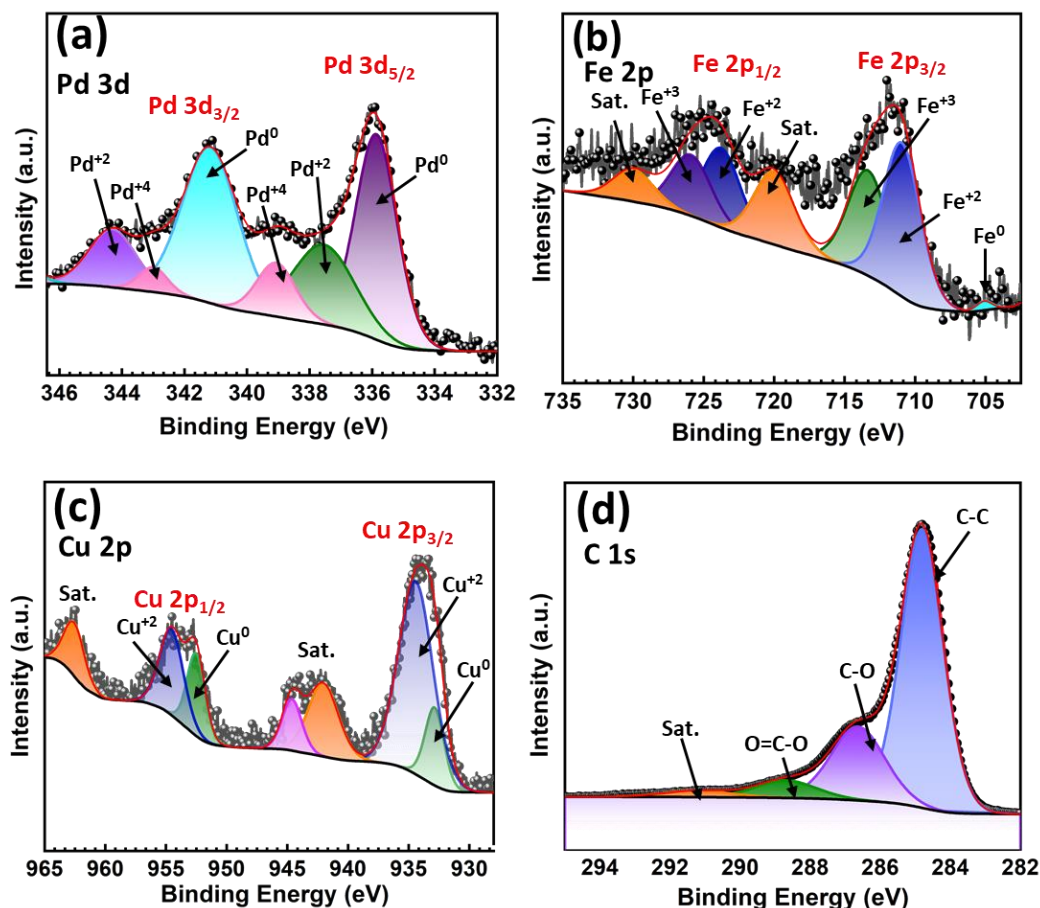 (a)
Pd 3d
Pd 3d5/2
Pd 3d3/2
Pd0
Pd+2
Pd+4
Pd+4
Pd+2
Pd0
Intensity (a.u.)
346 344 342 340 338 336 334 332
Binding Energy (eV)
(b)
Fe 2p
Fe 2p1/2
Fe 2p3/2
Sat.
Fe+3
Fe+2
Sat.
Fe+3
Fe+2
Fe0
Intensity (a.u.)
735 730 725 720 715 710 705
Binding Energy (eV)
(c)
Cu 2p
Cu 2p3/2
Sat.
Cu 2p1/2
Cu+2
Cu0
Sat.
Cu+2
Cu0
Intensity (a.u.)
965 960 955 950 945 940 935 930
Binding Energy (eV)
(d)
C 1s
C-C
C-O
O=C-O
Sat.
Intensity (a.u.)
294 292 290 288 286 284 282
Binding Energy (eV)